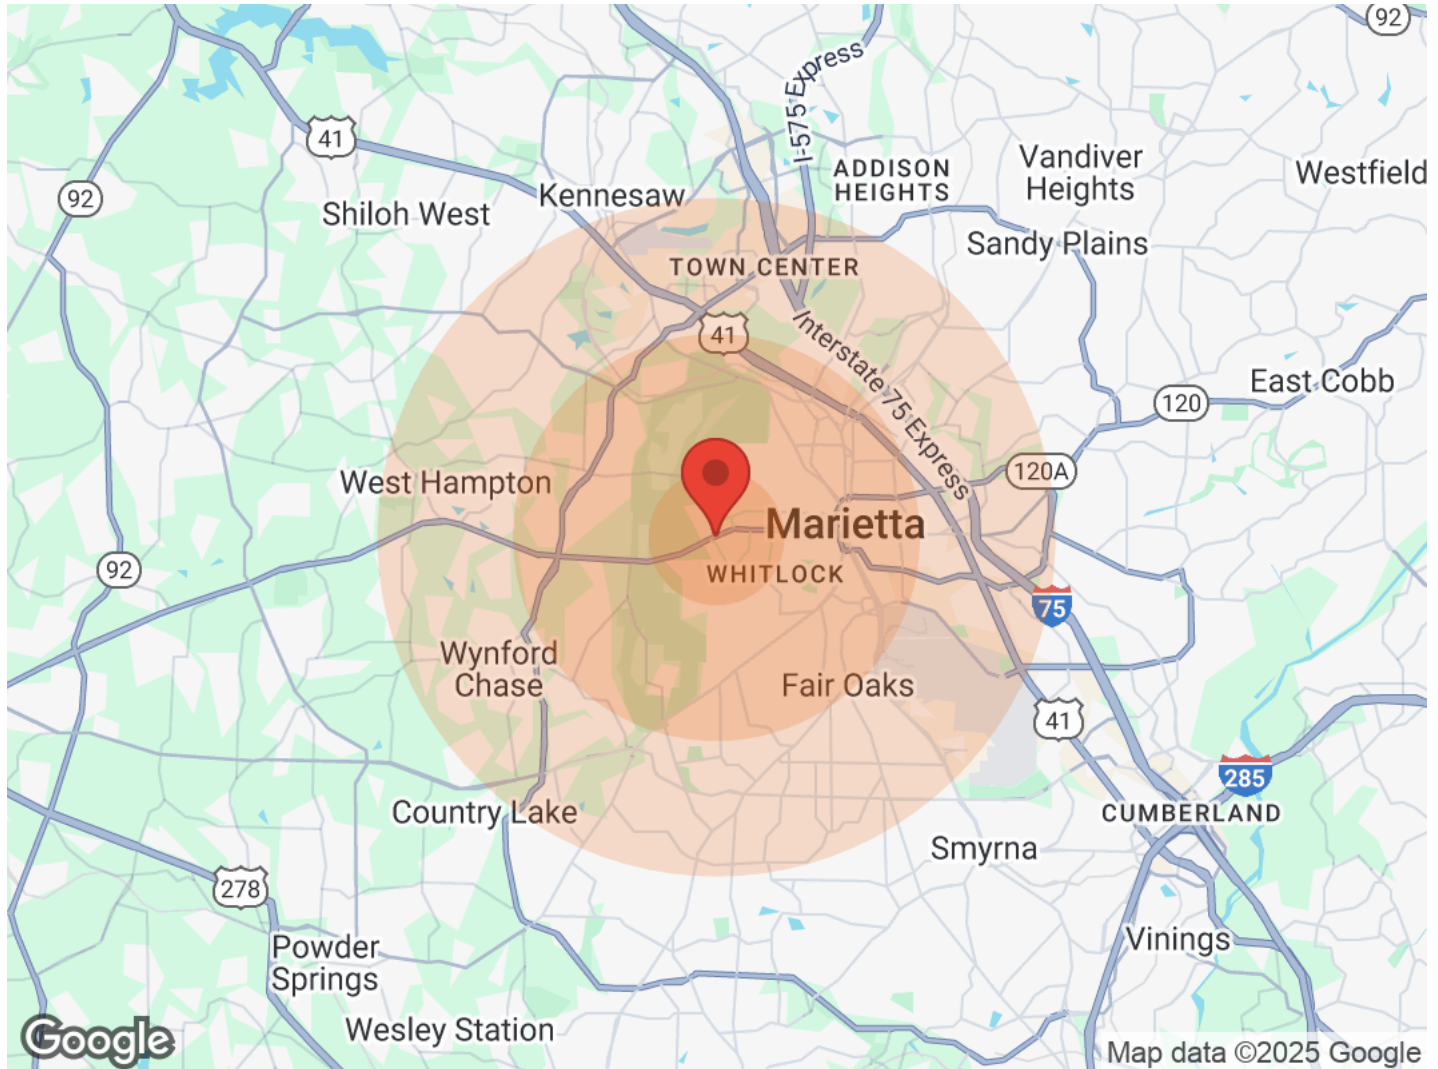 92
I-575 Express
41
ADDISON
HEIGHTS
Vandiver
Heights
Westfield
92
Kennesaw
Shiloh West
Sandy Plains
TOWN CENTER
41
Interstate 75 Express
East Cobb
120
120A
West Hampton
Marietta
92
WHITLOCK
75
Wynford
Chase
Fair Oaks
41
285
Country Lake
CUMBERLAND
Smyrna
278
Powder
Springs
Vinings
Wesley Station
Google
Map data ©2025 Google